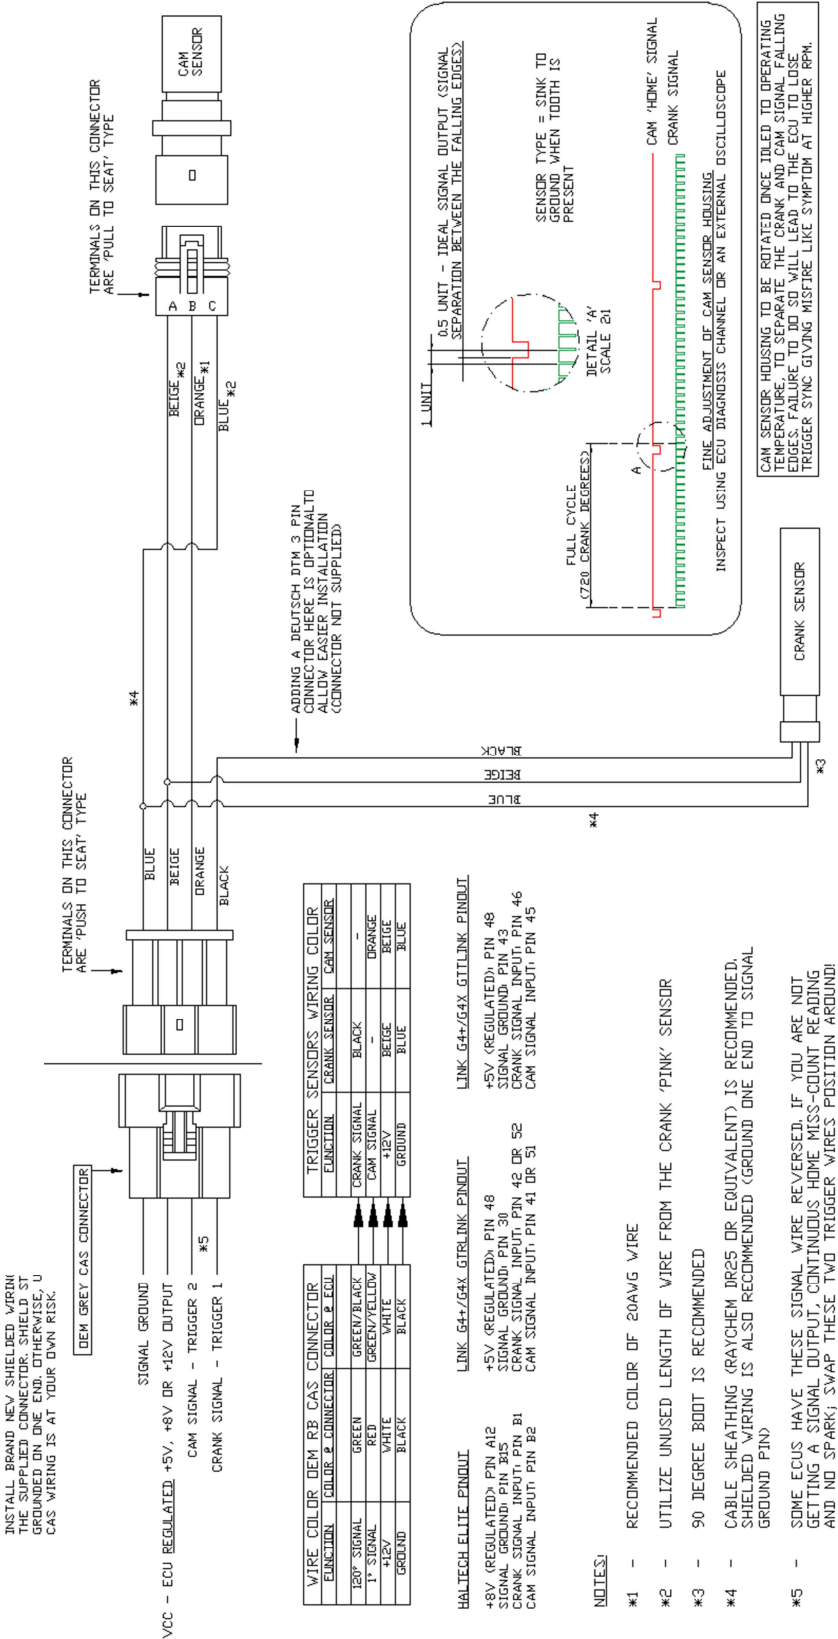 INSTALL BRAND NEW SHIELDED WIRIN
THE SUPPLIED CONNECTOR. SHIELD ST
GROUNDED ON ONE END. OTHERWISE, U
CAS WIRING IS AT YOUR OWN RISK.
OEM GREY CAS CONNECTOR
SIGNAL GROUND
VCC - ECU REGULATED +5V, +8V OR +12V OUTPUT
CAM SIGNAL - TRIGGER 2
*5
CRANK SIGNAL - TRIGGER 1
TERMINALS ON THIS CONNECTOR
ARE 'PUSH TO SEAT' TYPE
BLUE
BEIGE
ORANGE
BLACK
*4
TERMINALS ON THIS CONNECTOR
ARE 'PULL TO SEAT' TYPE
BEIGE *2
ORANGE *1
BLUE *2
A
B
C
CAM
SENSOR
ADDING A DEUTSCH DTM 3 PIN
CONNECTOR HERE IS OPTIONAL TO
ALLOW EASIER INSTALLATION
(CONNECTOR NOT SUPPLIED)
BLACK
BEIGE
BLUE
*4
*3
CRANK SENSOR
WIRE COLOR OEM RB CAS CONNECTOR
FUNCTION COLOR @ CONNECTOR COLOR @ ECU
120° SIGNAL GREEN GREEN/BLACK
1° SIGNAL RED GREEN/YELLOW
+12V WHITE WHITE
GROUND BLACK BLACK
TRIGGER SENSORS WIRING COLOR
FUNCTION CRANK SENSOR CAM SENSOR
CRANK SIGNAL BLACK -
CAM SIGNAL - ORANGE
+12V BEIGE BEIGE
GROUND BLUE BLUE
HALTECH ELITE PINOUT
+8V (REGULATED): PIN A12
SIGNAL GROUND: PIN B15
CRANK SIGNAL INPUT: PIN B1
CAM SIGNAL INPUT: PIN B2
LINK G4+/G4X GTRLINK PINOUT
+5V (REGULATED): PIN 48
SIGNAL GROUND: PIN 30
CRANK SIGNAL INPUT: PIN 42 OR 52
CAM SIGNAL INPUT: PIN 41 OR 51
LINK G4+/G4X GTTLINK PINOUT
+5V (REGULATED): PIN 48
SIGNAL GROUND: PIN 43
CRANK SIGNAL INPUT: PIN 46
CAM SIGNAL INPUT: PIN 45
1 UNIT
0.5 UNIT - IDEAL SIGNAL OUTPUT (SIGNAL
SEPARATION BETWEEN THE FALLING EDGES)
SENSOR TYPE = SINK TO
GROUND WHEN TOOTH IS
PRESENT
DETAIL 'A'
SCALE 2:1
FULL CYCLE
(720 CRANK DEGREES)
A
CAM 'HOME' SIGNAL
CRANK SIGNAL
FINE ADJUSTMENT OF CAM SENSOR HOUSING
INSPECT USING ECU DIAGNOSIS CHANNEL OR AN EXTERNAL OSCILLOSCOPE
CAM SENSOR HOUSING TO BE ROTATED ONCE IDLED TO OPERATING
TEMPERATURE, TO SEPARATE THE CRANK AND CAM SIGNAL FALLING
EDGES. FAILURE TO DO SO WILL LEAD TO THE ECU TO LOSE
TRIGGER SYNC GIVING MISFIRE LIKE SYMPTOM AT HIGHER RPM.
NOTES:
*1 - RECOMMENDED COLOR OF 20AWG WIRE
*2 - UTILIZE UNUSED LENGTH OF WIRE FROM THE CRANK 'PINK' SENSOR
*3 - 90 DEGREE BOOT IS RECOMMENDED
*4 - CABLE SHEATHING (RAYCHEM DR25 OR EQUIVALENT) IS RECOMMENDED.
SHIELDED WIRING IS ALSO RECOMMENDED (GROUND ONE END TO SIGNAL
GROUND PIN)
*5 - SOME ECUS HAVE THESE SIGNAL WIRE REVERSED. IF YOU ARE NOT
GETTING A SIGNAL OUTPUT, CONTINUOUS HOME MISS-COUNT READING
AND NO SPARK; SWAP THESE TWO TRIGGER WIRES POSITION AROUND!